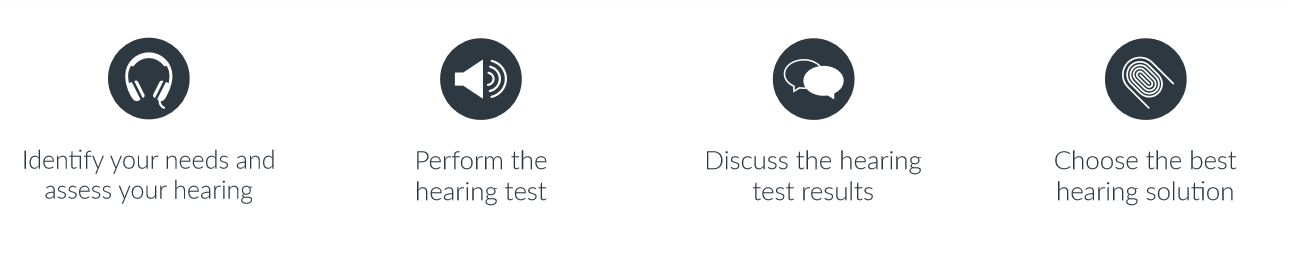 Identify your needs and
assess your hearing
Perform the
hearing test
Discuss the hearing
test results
Choose the best
hearing solution